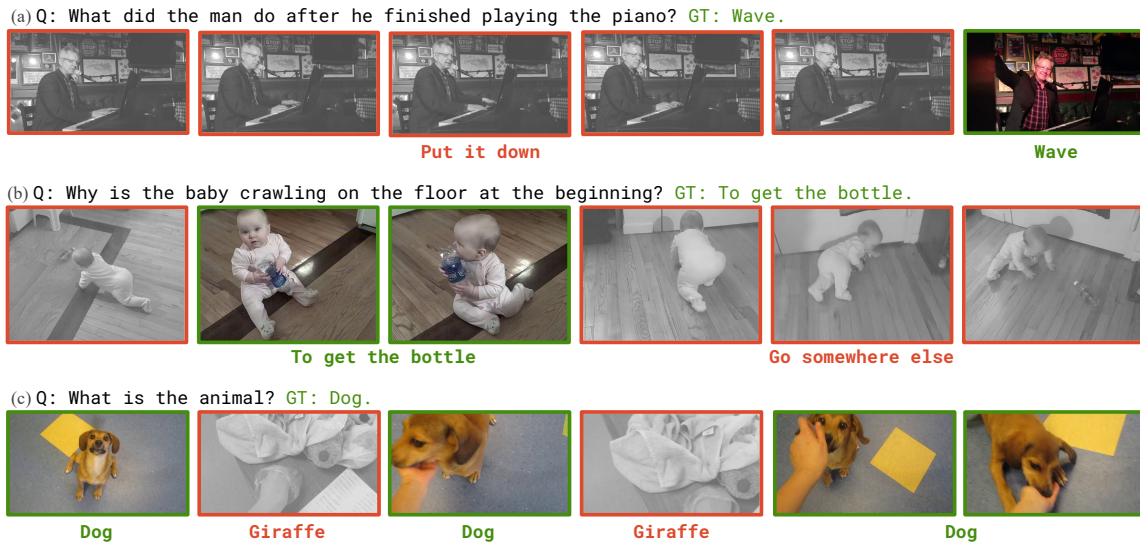 (a) Q: What did the man do after he finished playing the piano? GT: Wave.
Put it down Wave
(b) Q: Why is the baby crawling on the floor at the beginning? GT: To get the bottle.
To get the bottle Go somewhere else
(c) Q: What is the animal? GT: Dog.
Dog Giraffe Dog Giraffe Dog